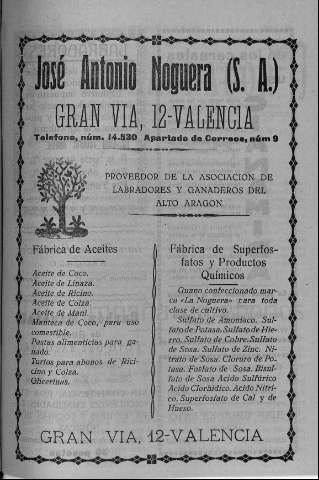 José Antonio Noguera (S. A.)
GRAN VIA, 12-VALENCIA
Telefono, núm. 14.530 Apartado de Correos, núm 9
PROVEEDOR DE LA ASOCIACION DE
LABRADORES Y GANADEROS DEL
ALTO ARAGON
Fábrica de Aceites
Aceite de Coco.
Aceite de Linaza.
Aceite de Ricino.
Aceite de Colza.
Aceite de Maní.
Manteca de Coco, para uso
comestible.
Pastas alimenticias para ga-
nado.
Turtos para abonos de Rici-
cino y Colza.
Glicerinas.
Fábrica de Superfos-
fatos y Productos
Químicos
Guano confeccionado mar-
ca «La Noguera» para toda
clase de cultivo.
Sulfato de Amoniaco. Sul-
fato de Potasa. Sulfato de Hie-
rro. Sulfato de Cobre. Sulfato
de Sosa. Sulfato de Zinc. Ni-
trato de Sosa. Cloruro de Po-
tasa. Fosfato de Sosa. Bisul-
fato de Sosa Acido Sulfúrico
Acido Clorhídico. Acido Nítri-
co. Superfosfato de Cal y de
Hueso.
GRAN VIA, 12-VALENCIA